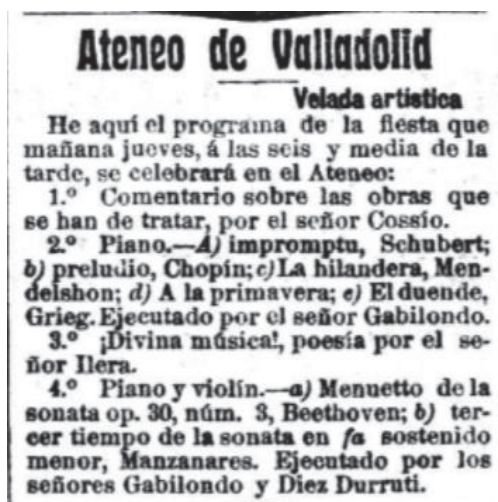 Ateneo de Valladolid
Velada artística
He aquí el programa de la fiesta que
mañana jueves, á las seis y media de la
tarde, se celebrará en el Ateneo:
1.º Comentario sobre las obras que
se han de tratar, por el señor Cossío.
2.º Piano.—A) impromptu, Schubert;
b) preludio, Chopín; c) La hilandera, Men-
delshon; d) A la primavera; e) El duende,
Grieg. Ejecutado por el señor Gabilondo.
3.º ¡Divina música!, poesía por el se-
ñor Ilera.
4.º Piano y violín.—a) Menuetto de la
sonata op. 30, núm. 3, Beethoven; b) ter-
cer tiempo de la sonata en fa sostenido
menor, Manzanares. Ejecutado por los
señores Gabilondo y Diez Durruti.